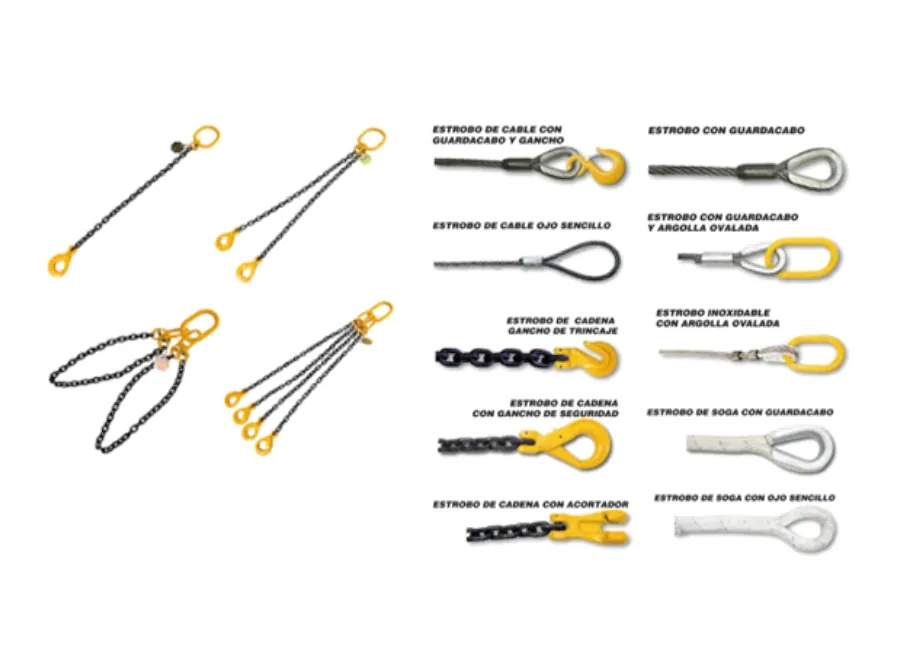 ESTROBO DE CABLE CON
GUARDACABO Y GANCHO
ESTROBO CON GUARDACABO
ESTROBO DE CABLE OJO SENCILLO
ESTROBO CON GUARDACABO
Y ARGOLLA OVALADA
ESTROBO DE CADENA
GANCHO DE TRINCAJE
ESTROBO INOXIDABLE
CON ARGOLLA OVALADA
ESTROBO DE CADENA
CON GANCHO DE SEGURIDAD
ESTROBO DE SOGA CON GUARDACABO
ESTROBO DE CADENA CON ACORTADOR
ESTROBO DE SOGA CON OJO SENCILLO